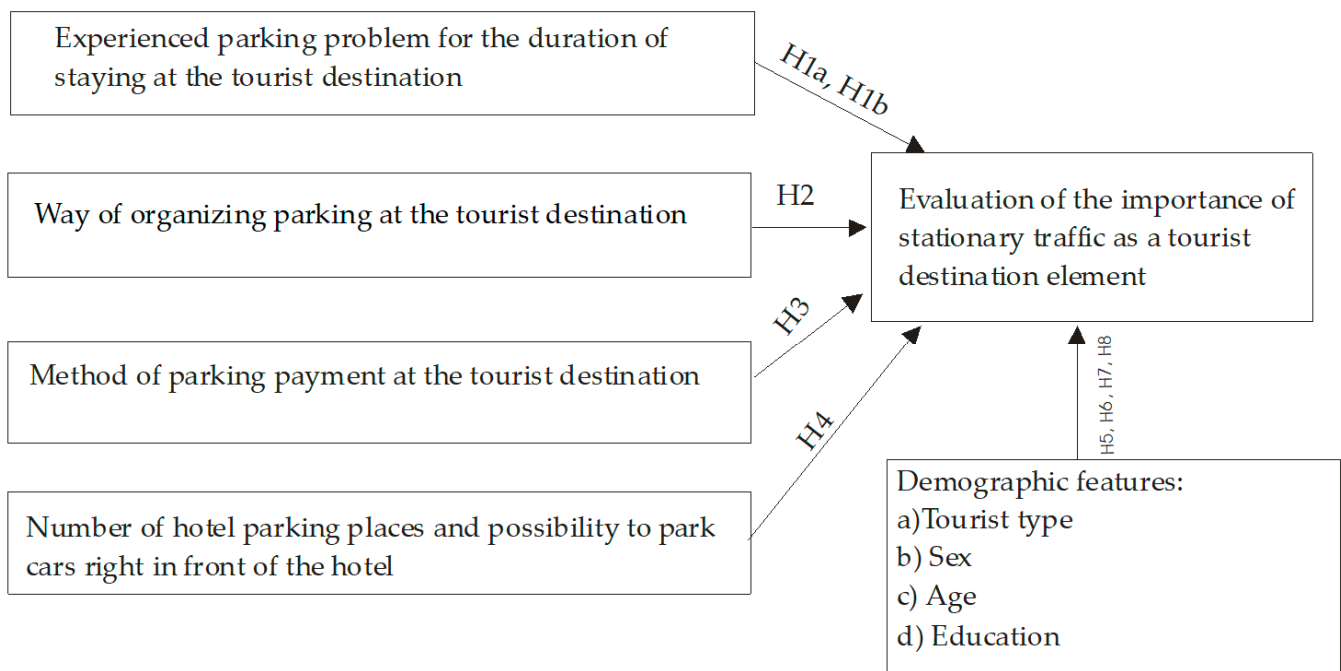 Experienced parking problem for the duration of
staying at the tourist destination
H1a, H1b
Way of organizing parking at the tourist destination
H2
Evaluation of the importance of
stationary traffic as a tourist
destination element
H3
Method of parking payment at the tourist destination
H4
H5, H6 , H7, H8
Number of hotel parking places and possibility to park
cars right in front of the hotel
Demographic features:
a)Tourist type
b) Sex
c) Age
d) Education